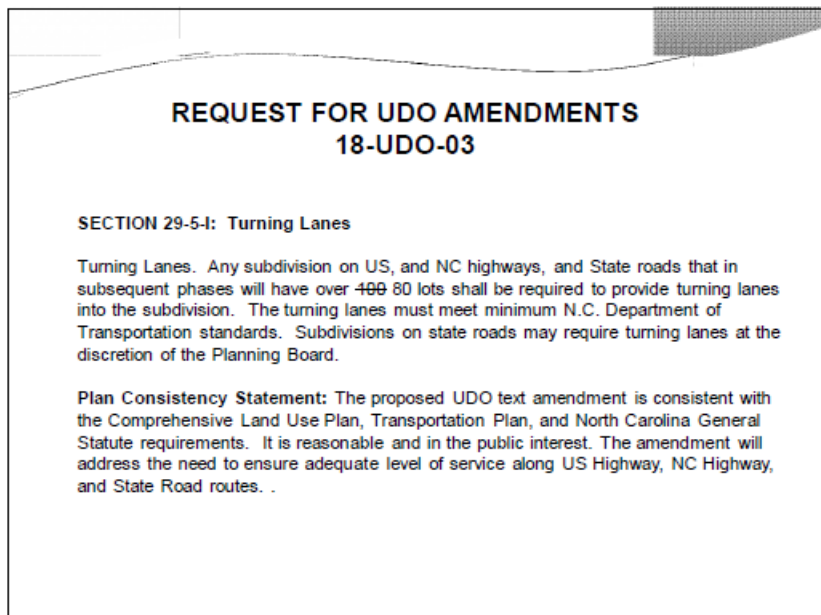 REQUEST FOR UDO AMENDMENTS
18-UDO-03
SECTION 29-5-I: Turning Lanes
Turning Lanes. Any subdivision on US, and NC highways, and State roads that in
subsequent phases will have over 100 80 lots shall be required to provide turning lanes
into the subdivision. The turning lanes must meet minimum N.C. Department of
Transportation standards. Subdivisions on state roads may require turning lanes at the
discretion of the Planning Board.
Plan Consistency Statement: The proposed UDO text amendment is consistent with
the Comprehensive Land Use Plan, Transportation Plan, and North Carolina General
Statute requirements. It is reasonable and in the public interest. The amendment will
address the need to ensure adequate level of service along US Highway, NC Highway,
and State Road routes. .